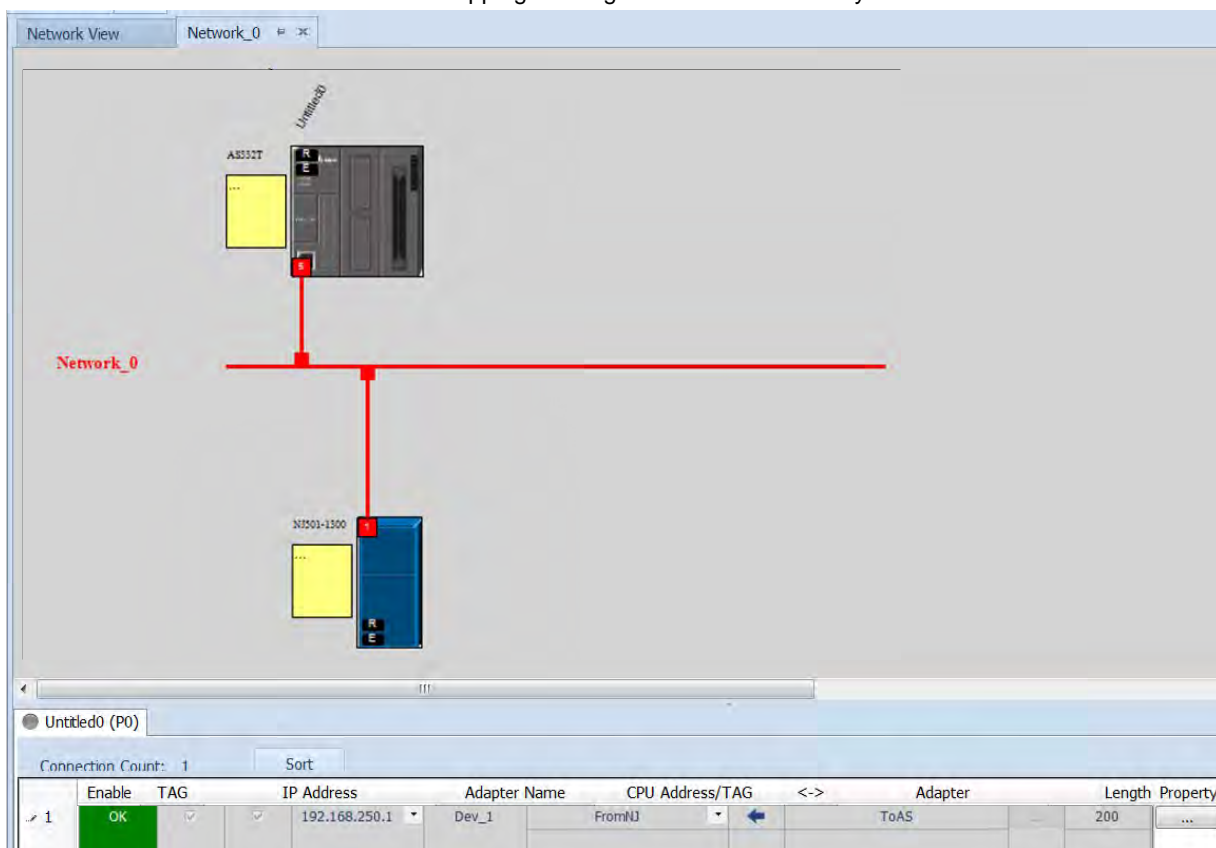 Network View Network_0
Untitled0
AS332T
R
E
...
5
Network_0
NJ501-1300
1
...
R
E
Untitled0 (P0)
Connection Count: 1 Sort
Enable TAG IP Address Adapter Name CPU Address/TAG <-> Adapter Length Property
1 OK 192.168.250.1 Dev_1 FromNJ ToAS ... 200 ...